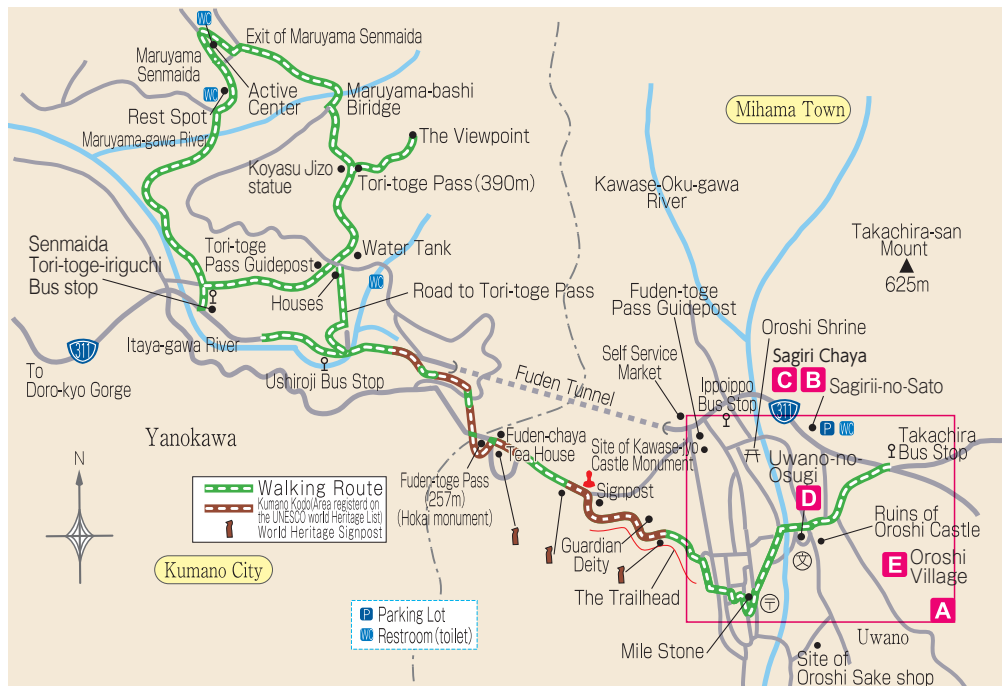 WC
Exit of Maruyama Senmaida
Maruyama
Senmaida
Active
Center
WC
Rest Spot
Maruyama-bashi
Biridge
Maruyama-gawa River
The Viewpoint
Koyasu Jizo
statue
Tori-toge Pass (390m)
Mihama Town
Kawase-Oku-gawa
River
Takachira-san
Mount
625m
Senmaida
Tori-toge-iriguchi
Bus stop
Tori-toge
Pass Guidepost
Water Tank
WC
Houses
Road to Tori-toge Pass
Itaya-gawa River
311
To
Doro-kyo Gorge
Ushiroji Bus Stop
Fuden Tunnel
Fuden-toge
Pass Guidepost
Self Service
Market
Ippoippo
Bus Stop
Oroshi Shrine
Sagiri Chaya
C B
311
Sagirii-no-Sato
P WC
Takachira
Bus Stop
Yanokawa
Fuden-chaya
Tea House
Fuden-toge Pass
(257m)
(Hokai monument)
Site of Kawase-jyo
Castle Monument
Signpost
Uwano-no-
Osugi
D
文
Ruins of
Oroshi Castle
E Oroshi
Village
A
Guardian
Deity
The Trailhead
〒
Mile Stone
Uwano
Site of
Oroshi Sake shop
N
Walking Route
Kumano Kodo(Area registerd on
the UNESCO world Heritage List)
World Heritage Signpost
Kumano City
P Parking Lot
WC Restroom (toilet)